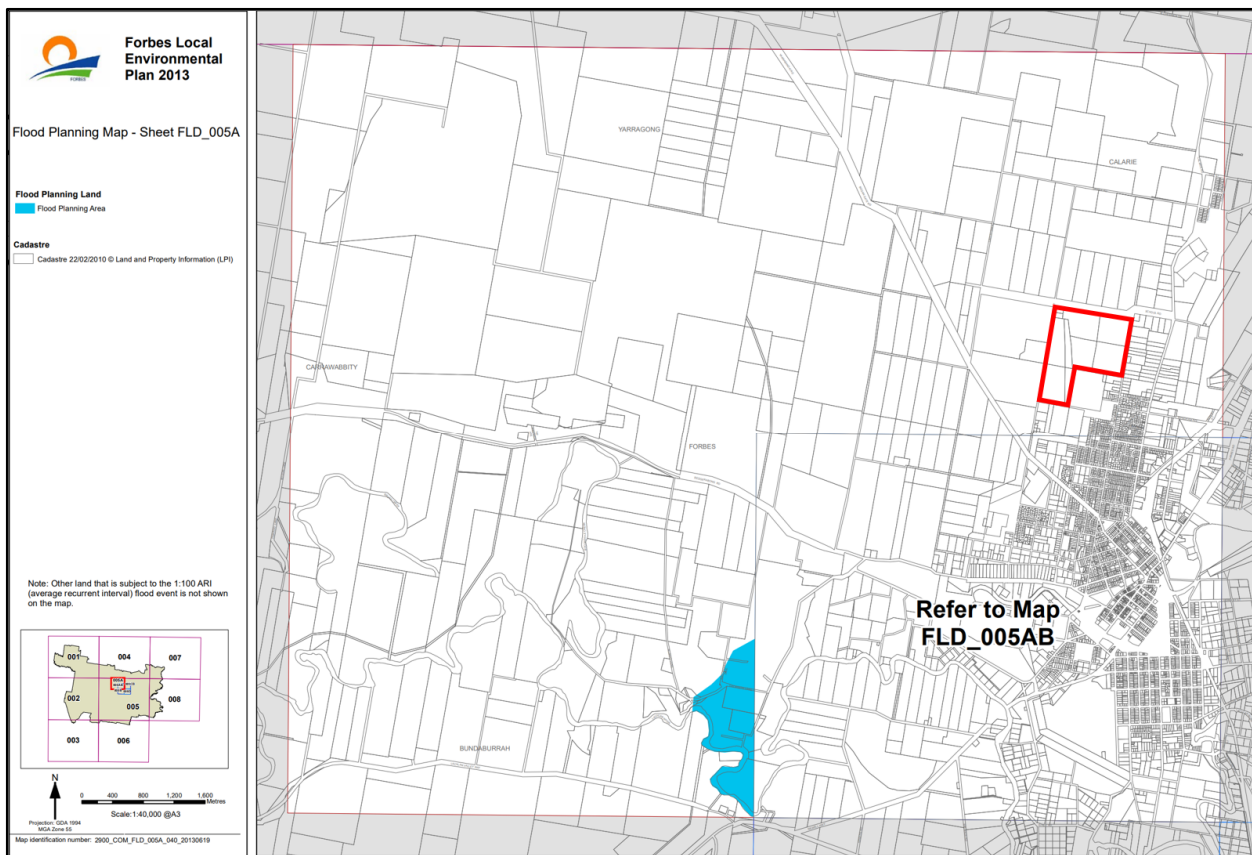 FORBES
Forbes Local
Environmental
Plan 2013
Flood Planning Map - Sheet FLD_005A
Flood Planning Land
Flood Planning Area
Cadastre
Cadastre 22/02/2010 © Land and Property Information (LPI)
Note: Other land that is subject to the 1:100 ARI
(average recurrent interval) flood event is not shown
on the map.
001
004
007
002
005
008
003
006
N
0 400 800 1,200 1,600
Metres
Scale:1:40,000 @A3
Projection: GDA 1994
MGA Zone 55
Map identification number: 2900_COM_FLD_005A_040_20130619
YARRAGONG
CALARIE
CARRAWABBITY
FORBES
Refer to Map
FLD_005AB
BUNDABURRAH